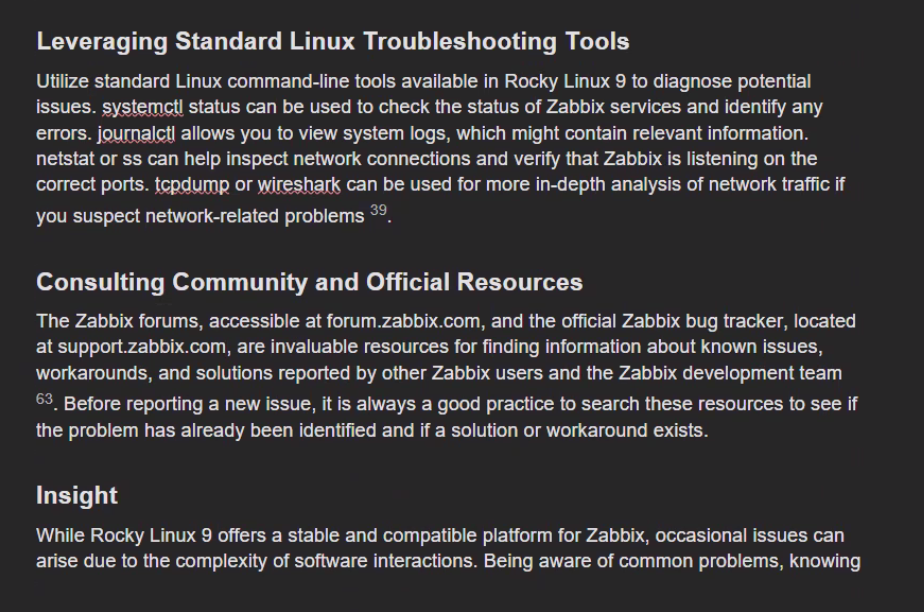 Leveraging Standard Linux Troubleshooting Tools
Utilize standard Linux command-line tools available in Rocky Linux 9 to diagnose potential
issues. systemctl status can be used to check the status of Zabbix services and identify any
errors. journalctl allows you to view system logs, which might contain relevant information.
netstat or ss can help inspect network connections and verify that Zabbix is listening on the
correct ports. tcpdump or wireshark can be used for more in-depth analysis of network traffic if
you suspect network-related problems 39.
Consulting Community and Official Resources
The Zabbix forums, accessible at forum.zabbix.com, and the official Zabbix bug tracker, located
at support.zabbix.com, are invaluable resources for finding information about known issues,
workarounds, and solutions reported by other Zabbix users and the Zabbix development team
63. Before reporting a new issue, it is always a good practice to search these resources to see if
the problem has already been identified and if a solution or workaround exists.
Insight
While Rocky Linux 9 offers a stable and compatible platform for Zabbix, occasional issues can
arise due to the complexity of software interactions. Being aware of common problems, knowing